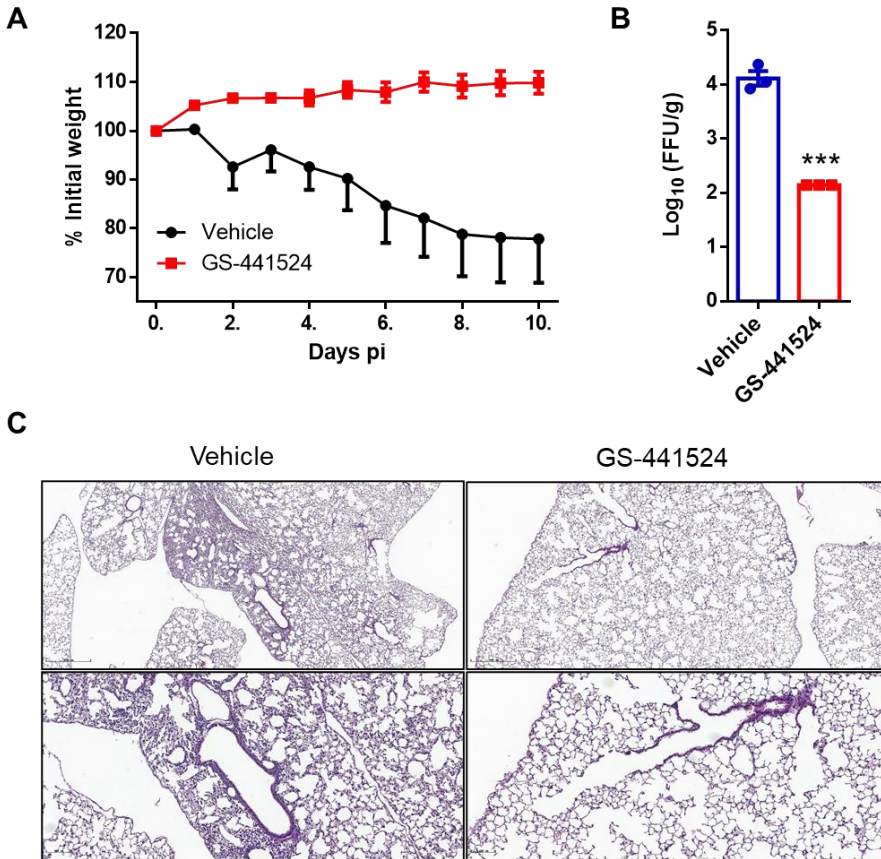 A
% Initial weight
120
110
100
90
80
70
Vehicle
GS-441524
0.
2.
4.
6.
8.
10.
Days pi
B
Log10 (FFU/g)
5
4
3
2
1
0
***
Vehicle
GS-441524
C
Vehicle
GS-441524